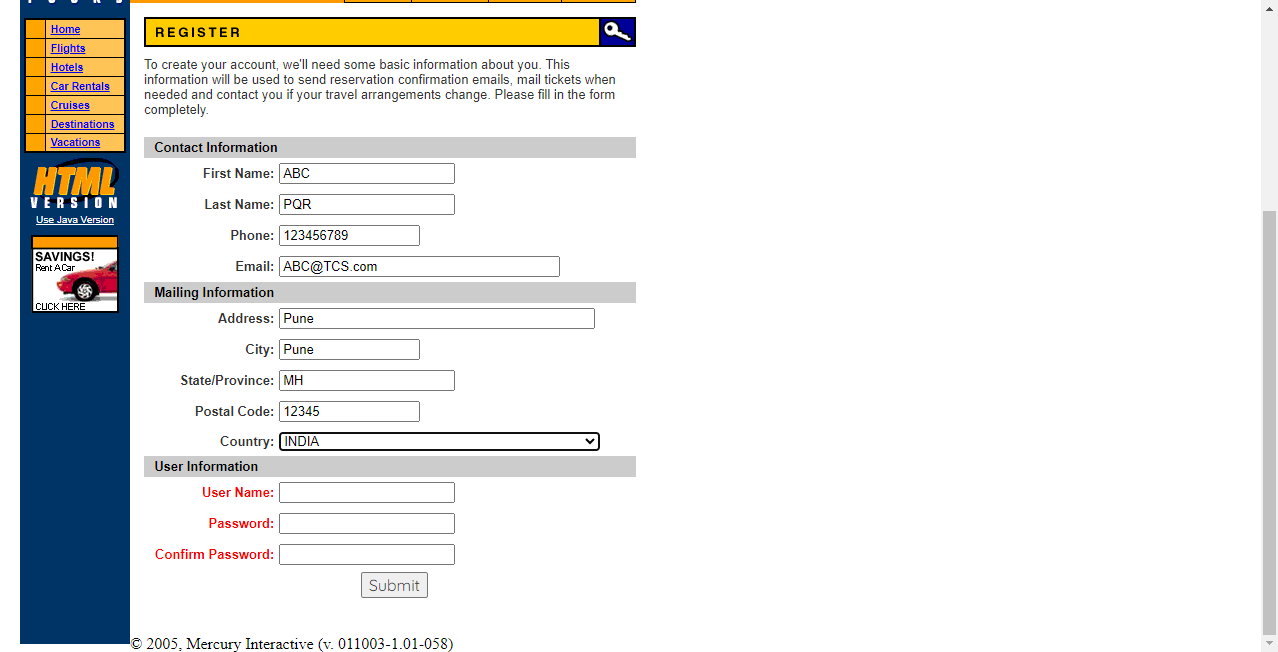 Home
Flights
Hotels
Car Rentals
Cruises
Destinations
Vacations
HTML
VERSION
Use Java Version
SAVINGS!
Rent A Car
CLICK HERE
REGISTER
To create your account, we'll need some basic information about you. This
information will be used to send reservation confirmation emails, mail tickets when
needed and contact you if your travel arrangements change. Please fill in the form
completely.
Contact Information
First Name: ABC
Last Name: PQR
Phone: 123456789
Email: ABC@TCS.com
Mailing Information
Address: Pune
City: Pune
State/Province: MH
Postal Code: 12345
Country: INDIA
User Information
User Name:
Password:
Confirm Password:
Submit
© 2005, Mercury Interactive (v. 011003-1.01-058)